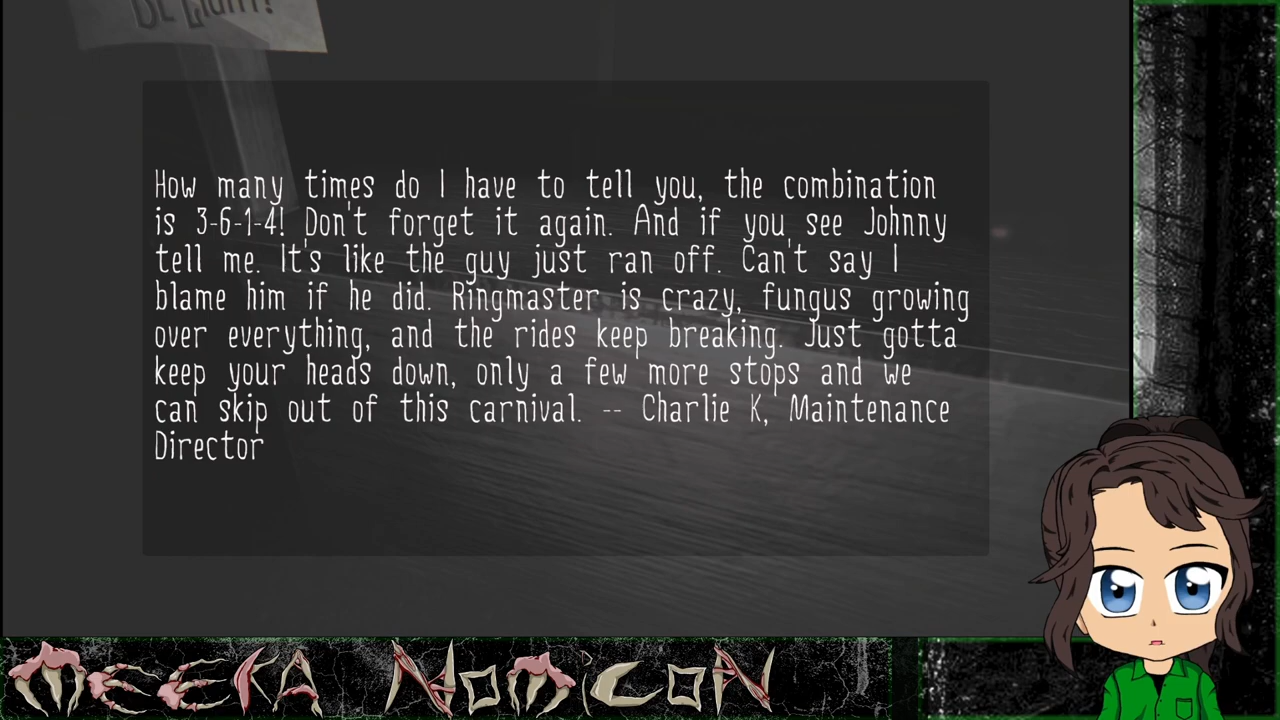 BE Eight!
How many times do I have to tell you, the combination
is 3-6-1-4! Don't forget it again. And if you see Johnny
tell me. It's like the guy just ran off. Can't say I
blame him if he did. Ringmaster is crazy, fungus growing
over everything, and the rides keep breaking. Just gotta
keep your heads down, only a few more stops and we
can skip out of this carnival. -- Charlie K, Maintenance
Director
MEEKA NOMICON